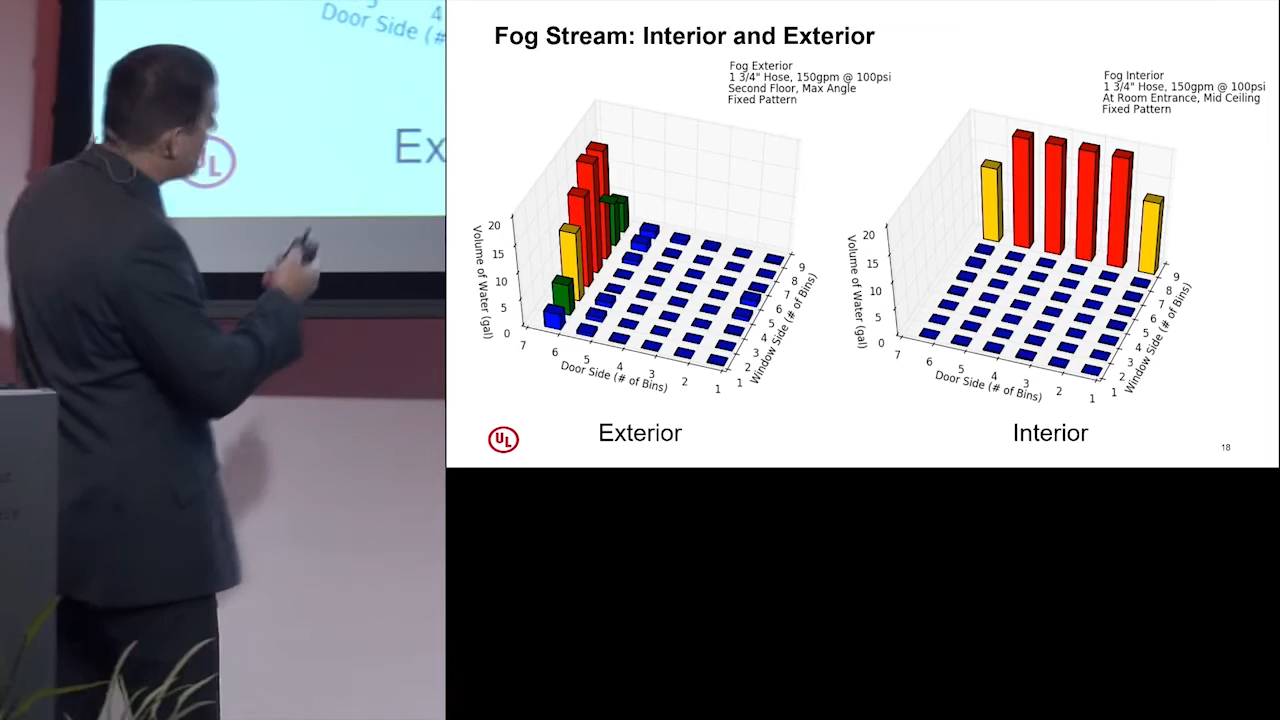 4
Door Side (#
UL
Ex
Fog Stream: Interior and Exterior
Fog Exterior
1 3/4" Hose, 150gpm @ 100psi
Second Floor, Max Angle
Fixed Pattern
20
15
10
5
0
Volume of Water (gal)
7
6
5
4
3
2
1
Door Side (# of Bins)
1
2
3
4
5
6
7
8
9
Window Side (# of Bins)
Exterior
Fog Interior
1 3/4" Hose, 150gpm @ 100psi
At Room Entrance, Mid Ceiling
Fixed Pattern
20
15
10
5
0
Volume of Water (gal)
7
6
5
4
3
2
1
Door Side (# of Bins)
1
2
3
4
5
6
7
8
9
Window Side (# of Bins)
Interior
UL
18